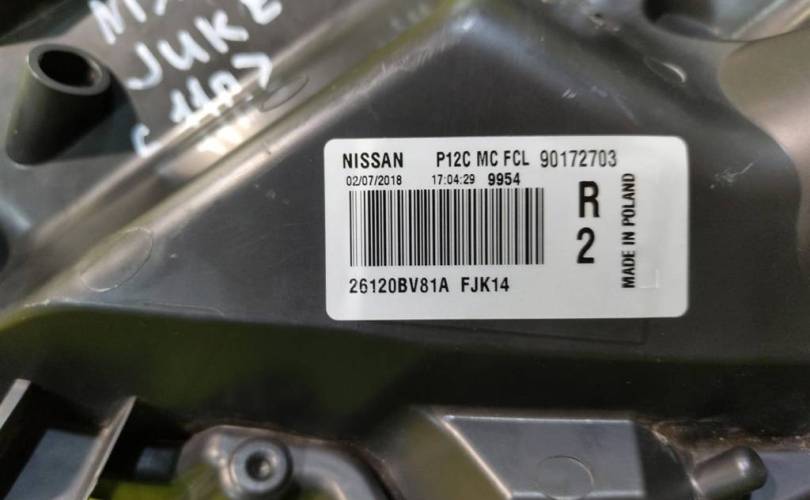 JUKE
NISSAN P12C MC FCL 90172703
02/07/2018 17:04:29 9954
R
2
MADE IN POLAND
26120BV81A FJK14